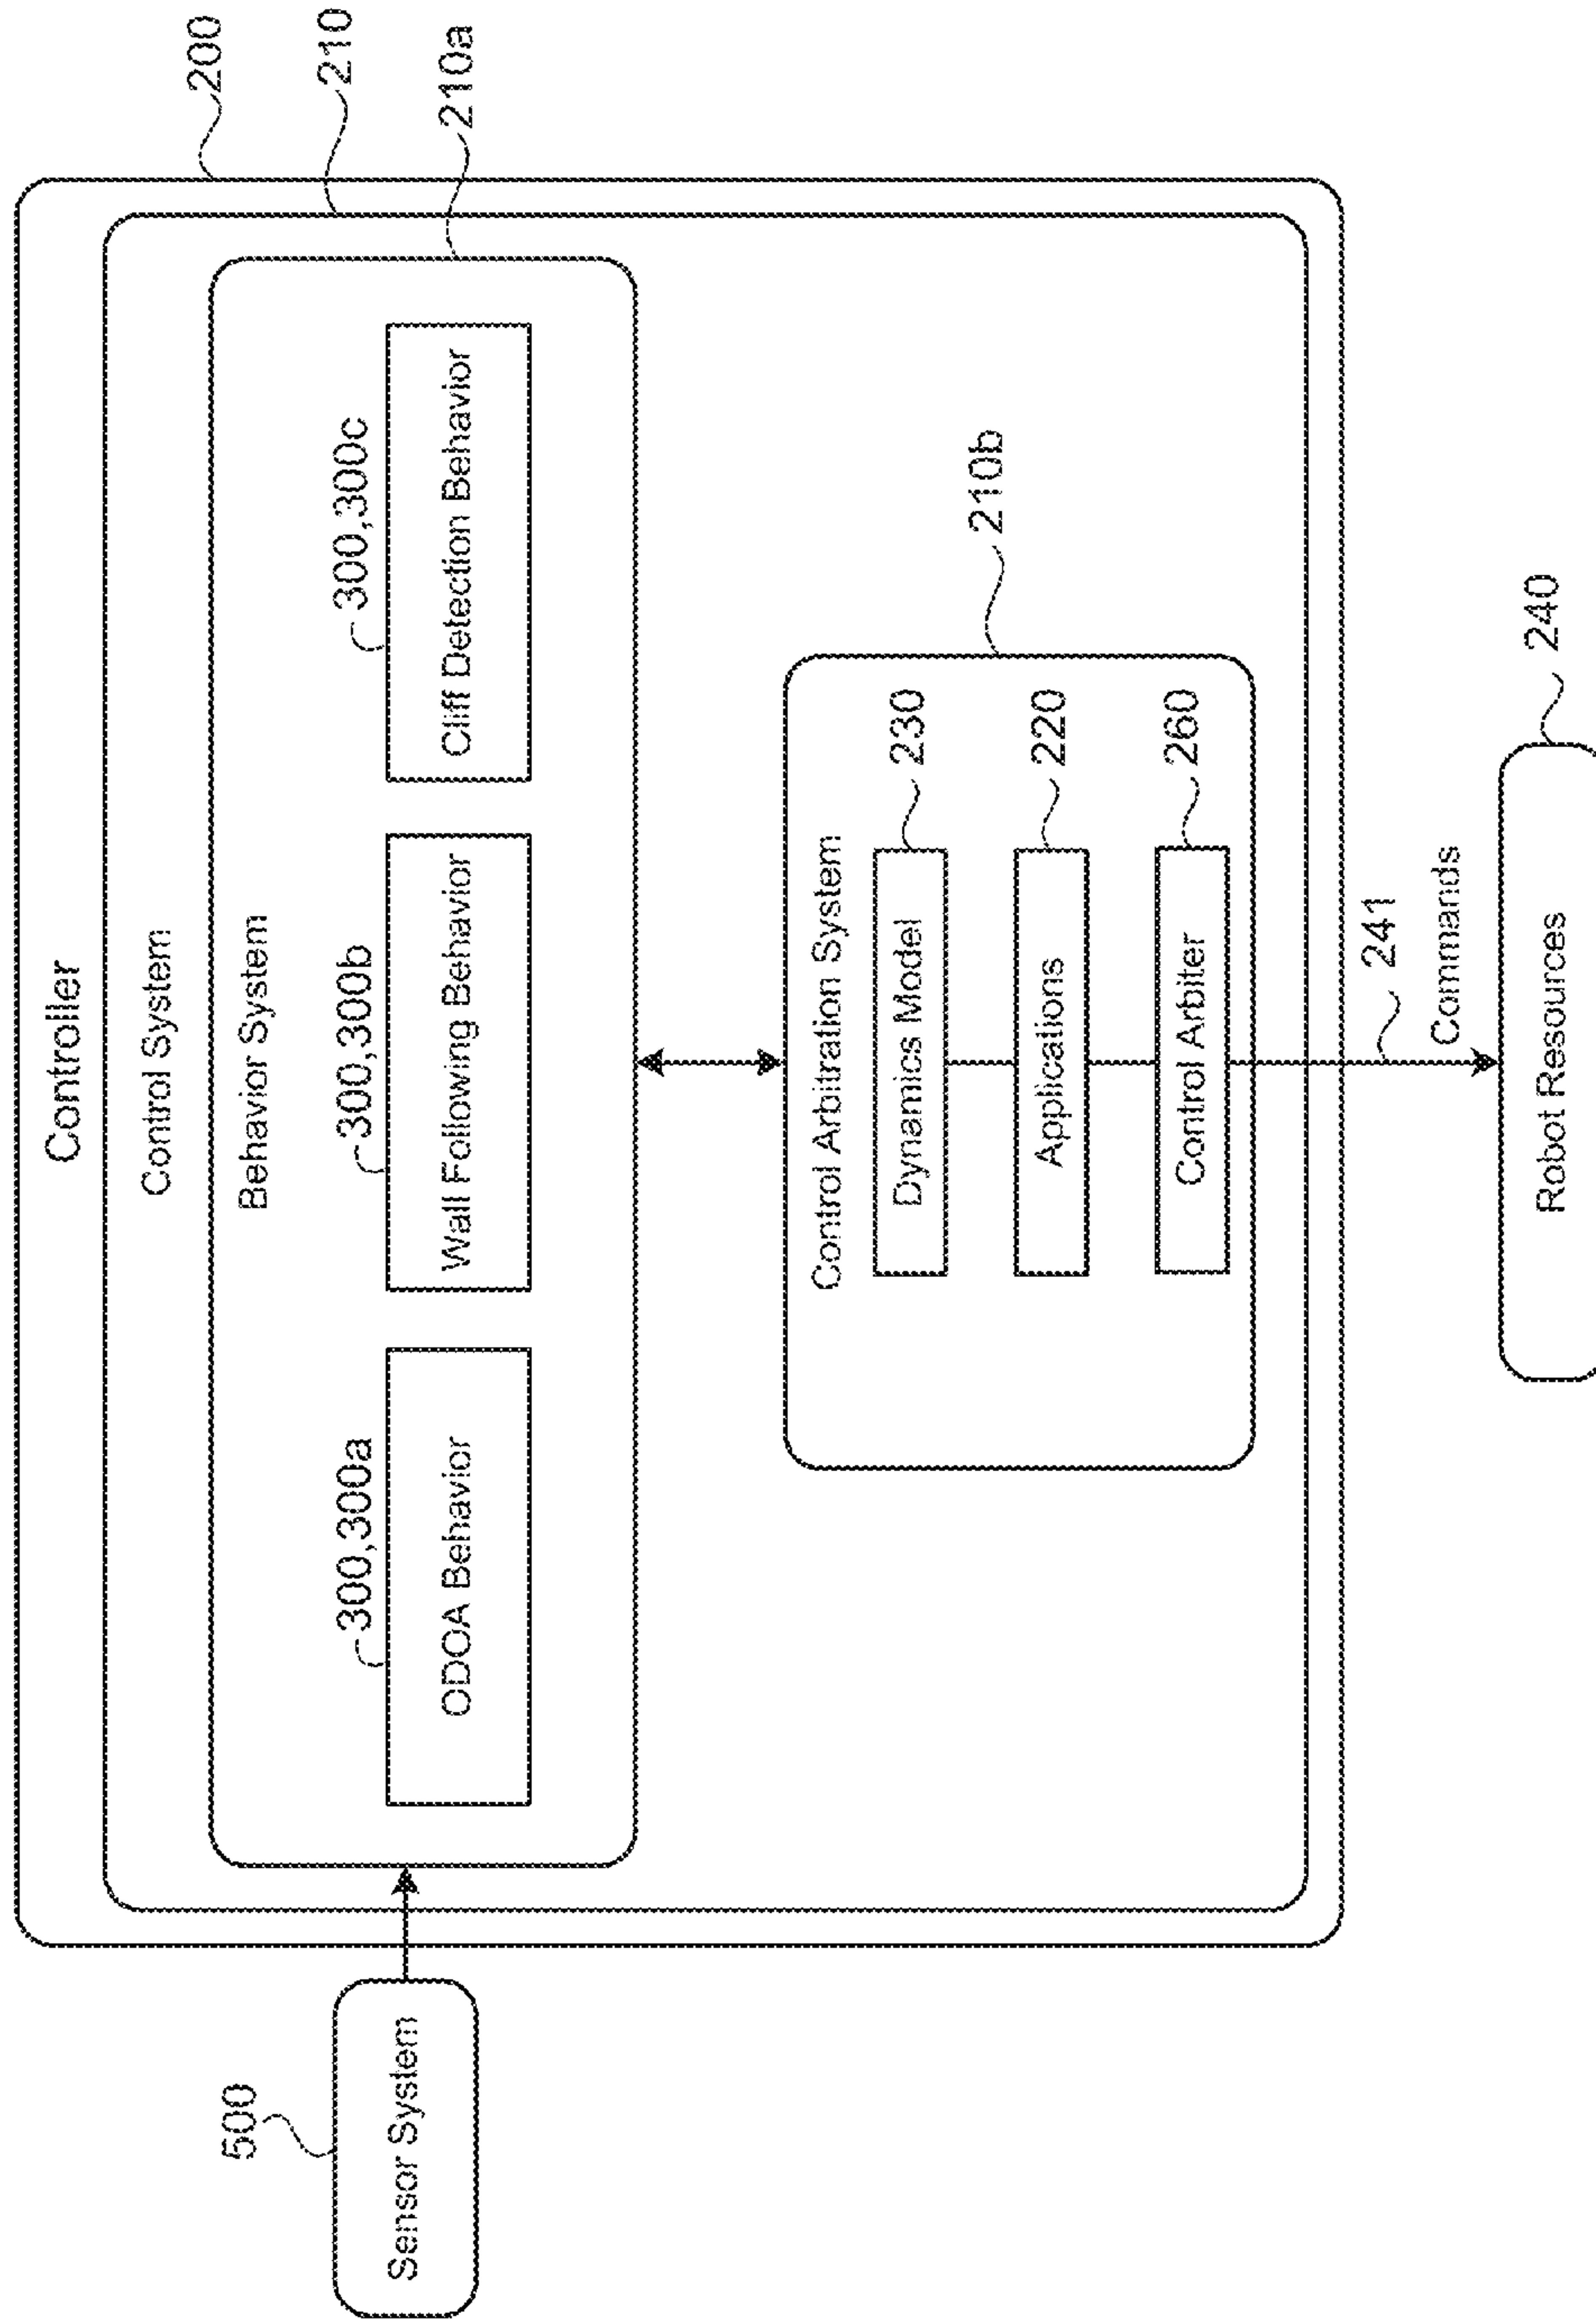 Controller
200
Control System
210
Behavior System
210a
500
Sensor System
300,300a
ODOA Behavior
300,300b
Wall Following Behavior
300,300c
Cliff Detection Behavior
210b
Control Arbitration System
Dynamics Model
230
Applications
220
Control Arbiter
260
241
Commands
240
Robot Resources